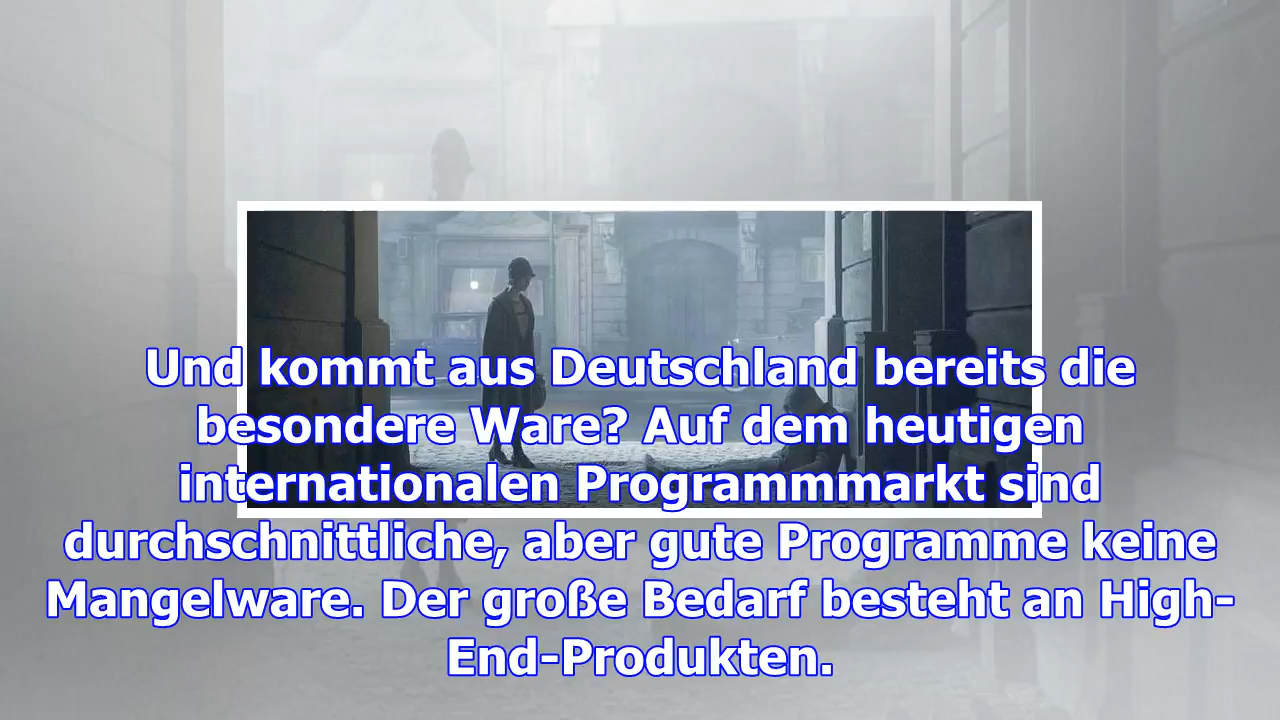 Und kommt aus Deutschland bereits die
besondere Ware? Auf dem heutigen
internationalen Programmmarkt sind
durchschnittliche, aber gute Programme keine
Mangelware. Der große Bedarf besteht an High-
End-Produkten.